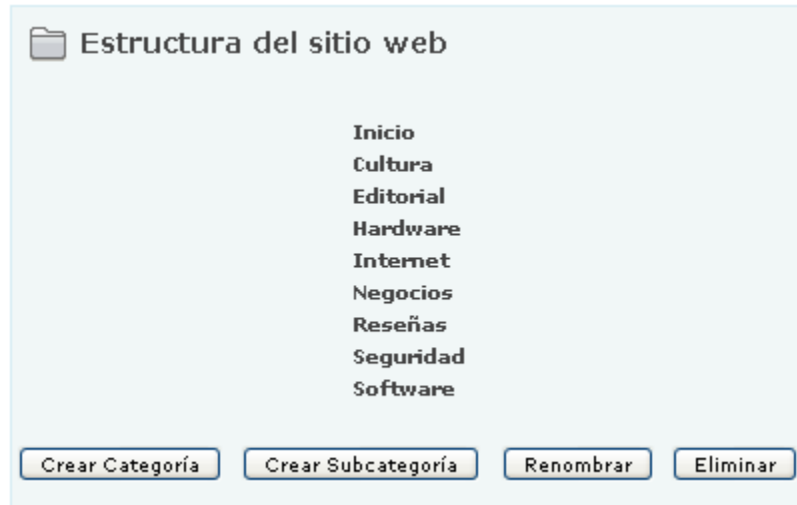 Estructura del sitio web
Inicio
Cultura
Editorial
Hardware
Internet
Negocios
Reseñas
Seguridad
Software
Crear Categoría Crear Subcategoría Renombrar Eliminar